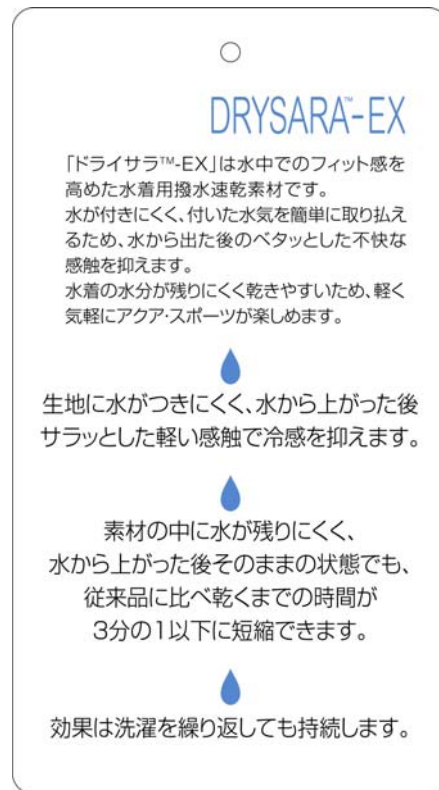 DRYSARA™-EX
「ドライサラ™-EX」は水中でのフィット感を
高めた水着用撥水速乾素材です。
水が付きにくく、付いた水気を簡単に取り払え
るため、水から出た後のベタッとした不快な
感触を抑えます。
水着の水分が残りにくく乾きやすいため、軽く
気軽にアクア・スポーツが楽しめます。
生地に水がつきにくく、水から上がった後
サラッとした軽い感触で冷感を抑えます。
素材の中に水が残りにくく、
水から上がった後そのままの状態でも、
従来品に比べ乾くまでの時間が
3分の1以下に短縮できます。
効果は洗濯を繰り返しても持続します。